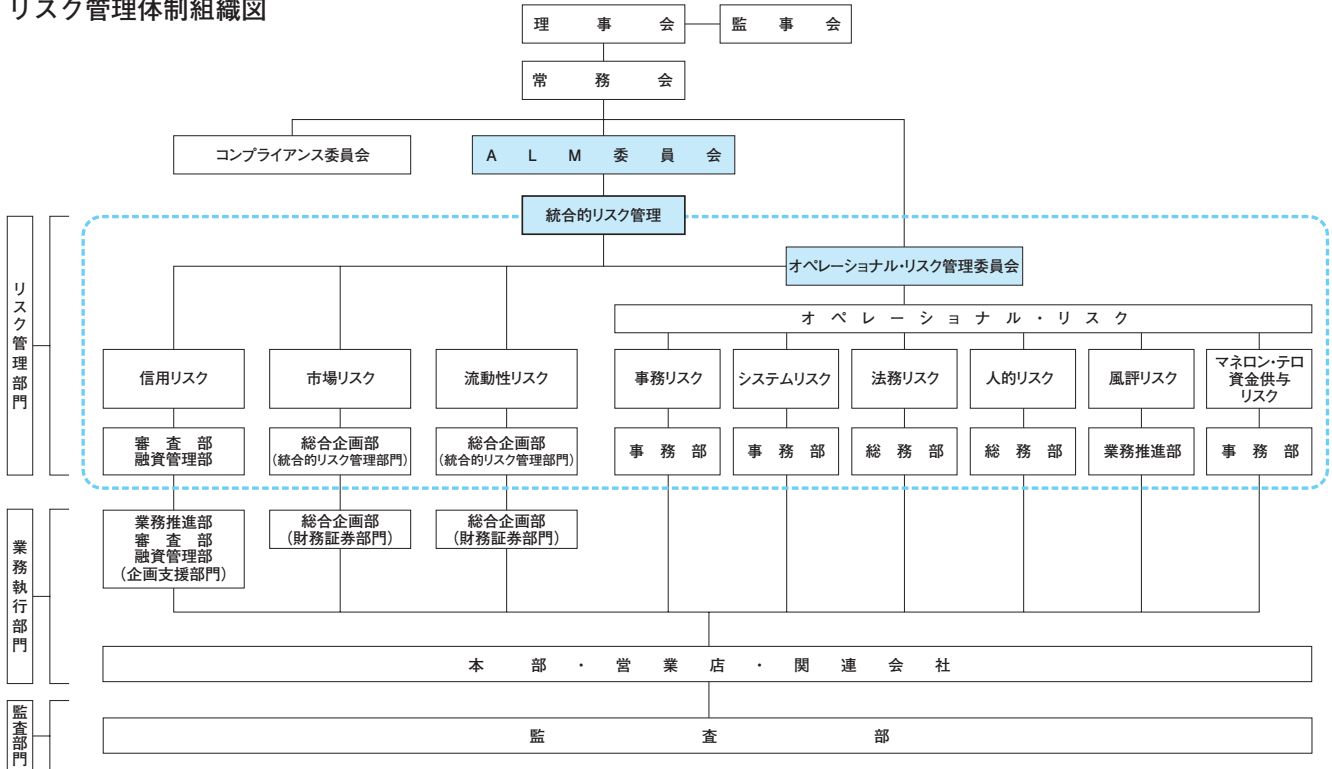 リスク管理体制組織図
理事会
監事会
常務会
コンプライアンス委員会
ALM委員会
統合的リスク管理
オペレーショナル・リスク管理委員会
オペレーショナル・リスク
リスク管理部門
信用リスク
市場リスク
流動性リスク
事務リスク
システムリスク
法務リスク
人的リスク
風評リスク
マネロン・テロ
資金供与
リスク
審査部
融資管理部
総合企画部
(統合的リスク管理部門)
総合企画部
(統合的リスク管理部門)
事務部
事務部
総務部
総務部
業務推進部
事務部
業務執行部門
業務推進部
審査部
融資管理部
(企画支援部門)
総合企画部
(財務証券部門)
総合企画部
(財務証券部門)
本部・営業店・関連会社
監査部門
監査部